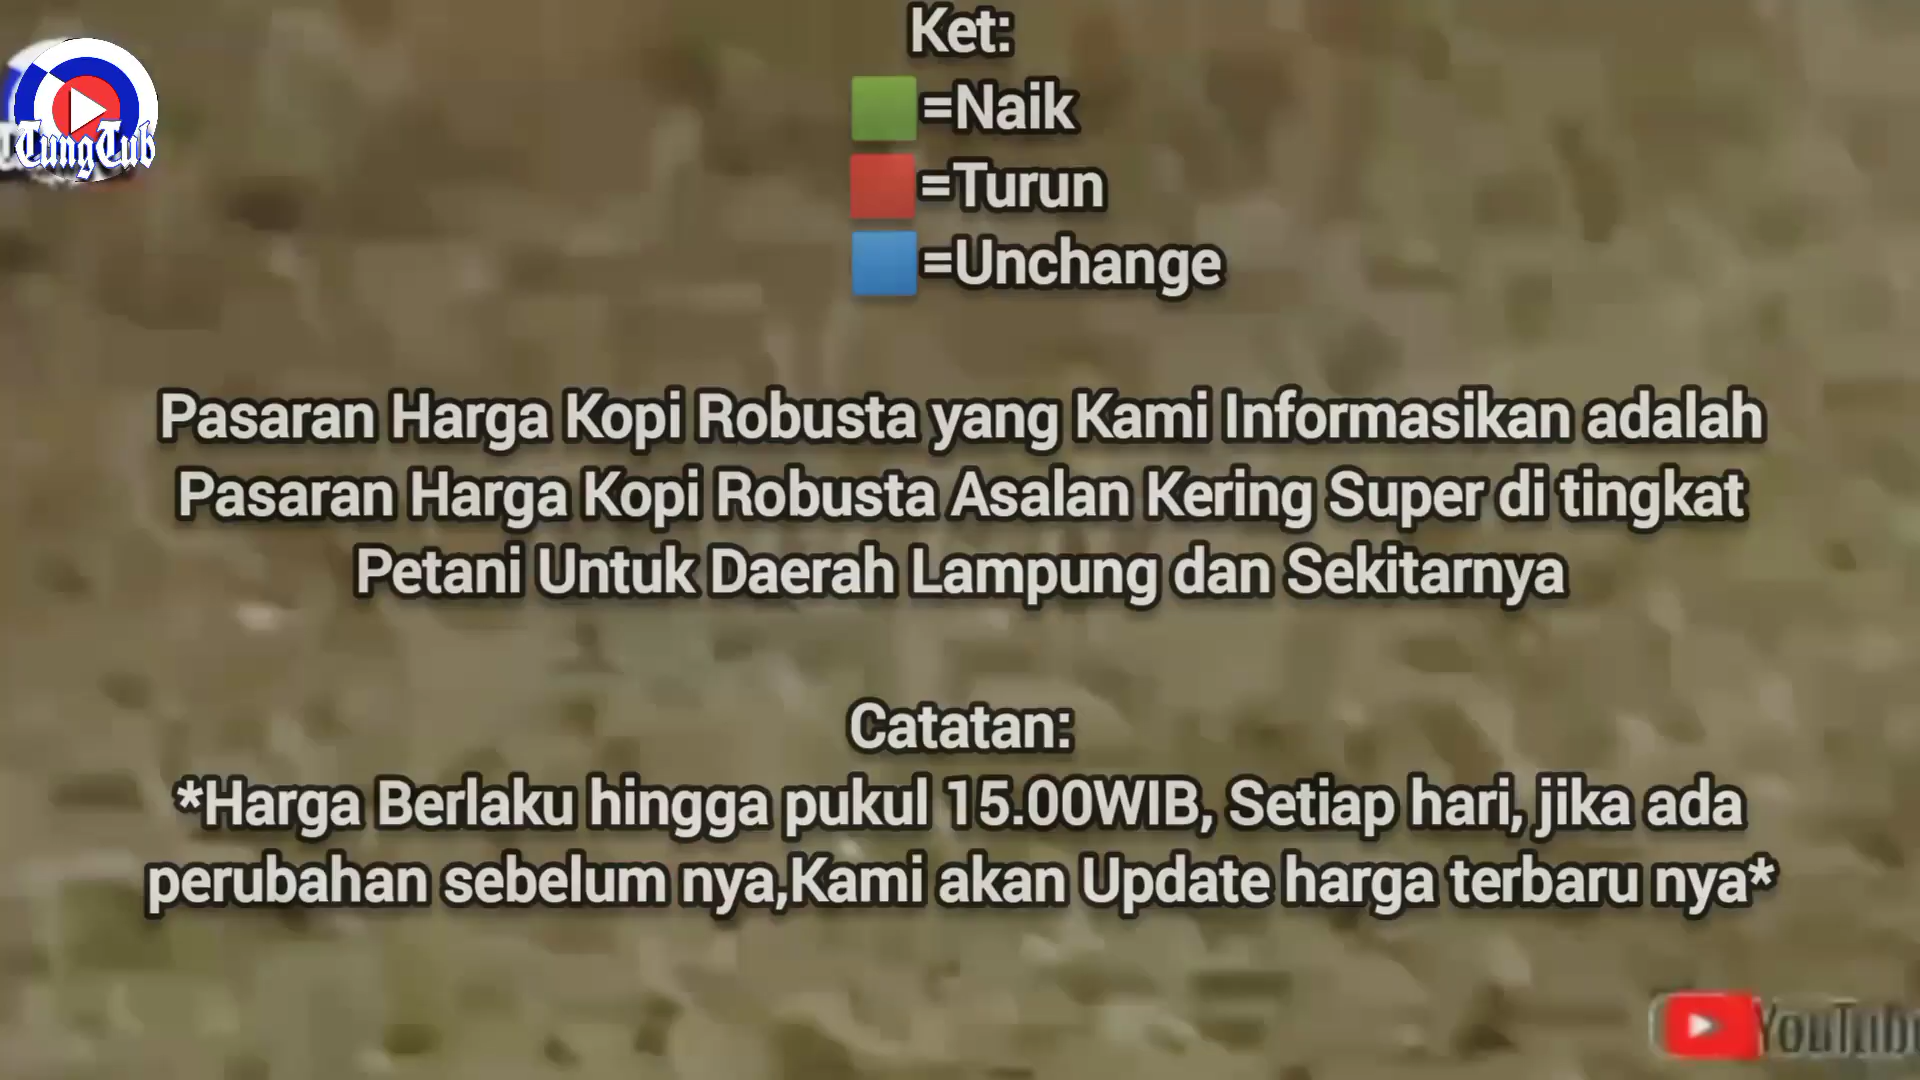 Ket:
=Naik
=Turun
=Unchange
TungTub
Pasaran Harga Kopi Robusta yang Kami Informasikan adalah
Pasaran Harga Kopi Robusta Asalan Kering Super di tingkat
Petani Untuk Daerah Lampung dan Sekitarnya
Catatan:
*Harga Berlaku hingga pukul 15.00WIB, Setiap hari, jika ada
perubahan sebelum nya,Kami akan Update harga terbaru nya*
YouTube